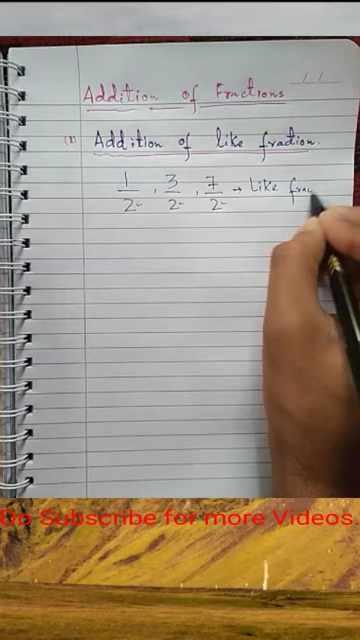 Addition of Fractions
(1) Addition of like fraction.
1/2, 3/2, 7/2 → Like frac
Do Subscribe for more Videos.